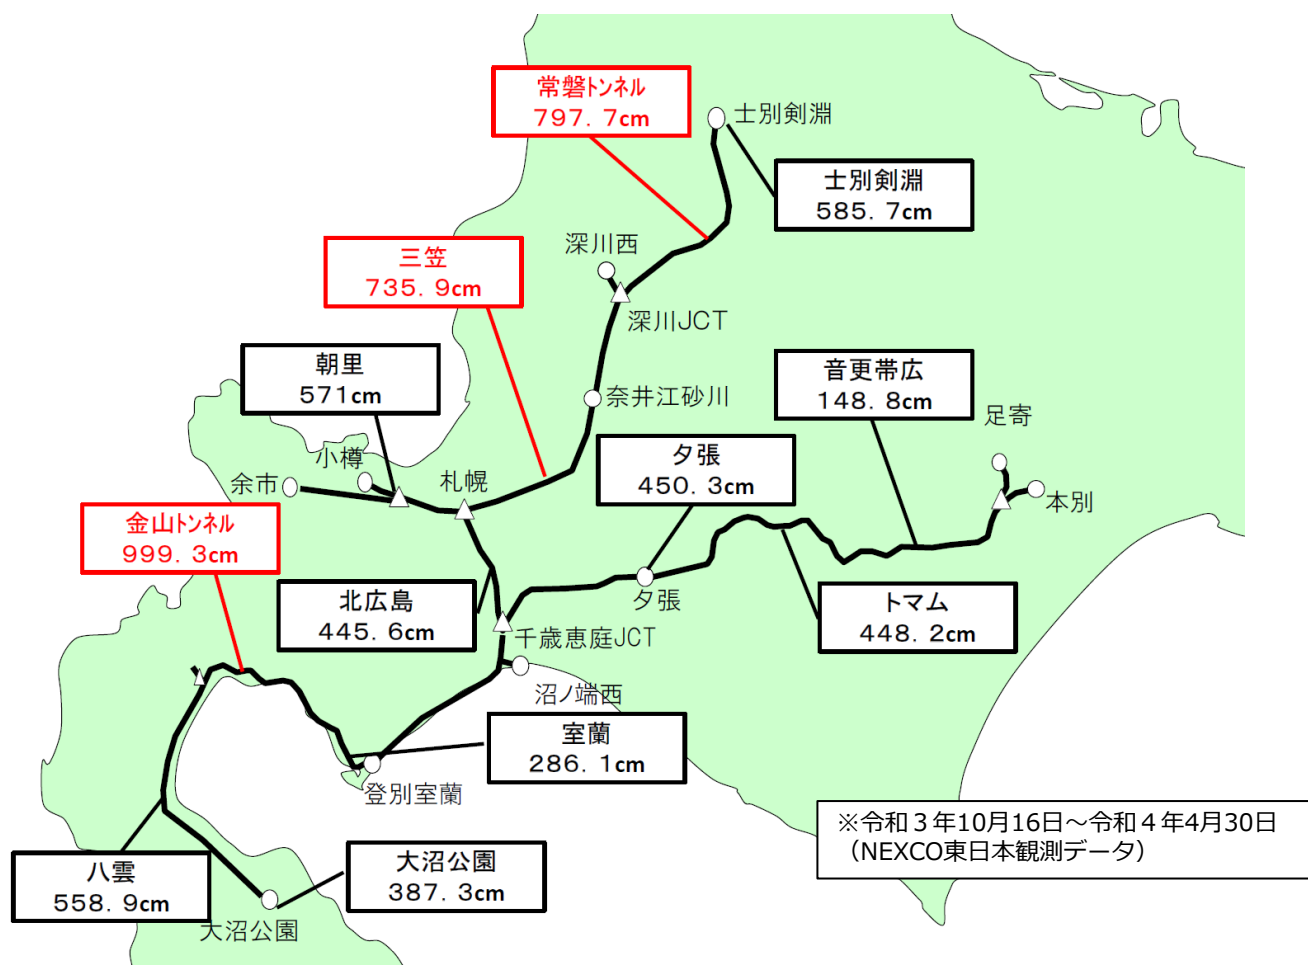 常磐トンネル
797.7cm
士別剣淵
士別剣淵
585.7cm
深川西
三笠
735.9cm
深川JCT
朝里
571cm
音更帯広
148.8cm
奈井江砂川
足寄
夕張
450.3cm
小樽
余市
札幌
本別
金山トンネル
999.3cm
北広島
445.6cm
夕張
トマム
448.2cm
千歳恵庭JCT
沼ノ端西
室蘭
286.1cm
登別室蘭
※令和3年10月16日～令和4年4月30日
（NEXCO東日本観測データ）
八雲
558.9cm
大沼公園
387.3cm
大沼公園